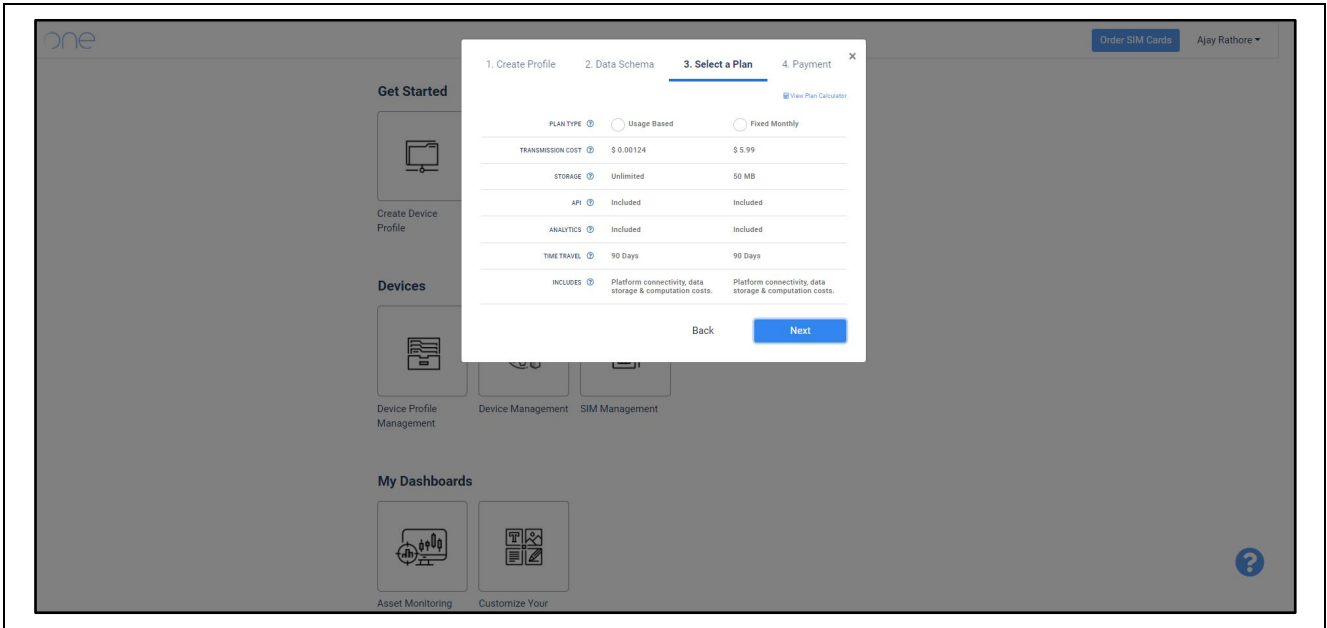 one
Order SIM Cards
Ajay Rathore
×
1. Create Profile
2. Data Schema
3. Select a Plan
4. Payment
View Plan Calculator
PLAN TYPE ?
Usage Based
Fixed Monthly
TRANSMISSION COST ?
$ 0.00124
$ 5.99
STORAGE ?
Unlimited
50 MB
API ?
Included
Included
ANALYTICS ?
Included
Included
TIME TRAVEL ?
90 Days
90 Days
INCLUDES ?
Platform connectivity, data
storage & computation costs.
Platform connectivity, data
storage & computation costs.
Back
Next
Get Started
Create Device
Profile
Devices
Device Profile
Management
Device Management
SIM Management
My Dashboards
Asset Monitoring
Customize Your
?